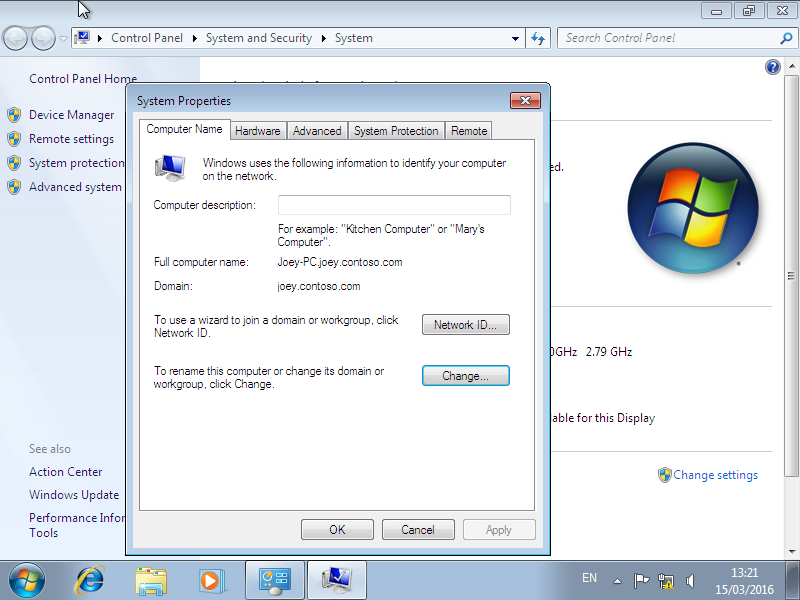 Control Panel System and Security System
Search Control Panel
Control Panel Home
Device Manager
Remote settings
System protection
Advanced system
System Properties
Computer Name Hardware Advanced System Protection Remote
Windows uses the following information to identify your computer
on the network.
Computer description:
For example: "Kitchen Computer" or "Mary's
Computer".
Full computer name: Joey-PC.joey.contoso.com
Domain: joey.contoso.com
To use a wizard to join a domain or workgroup, click
Network ID.
Network ID...
To rename this computer or change its domain or
workgroup, click Change.
Change...
OK Cancel Apply
ed.
0GHz 2.79 GHz
able for this Display
Change settings
See also
Action Center
Windows Update
Performance Infor
Tools
EN
13:21
15/03/2016